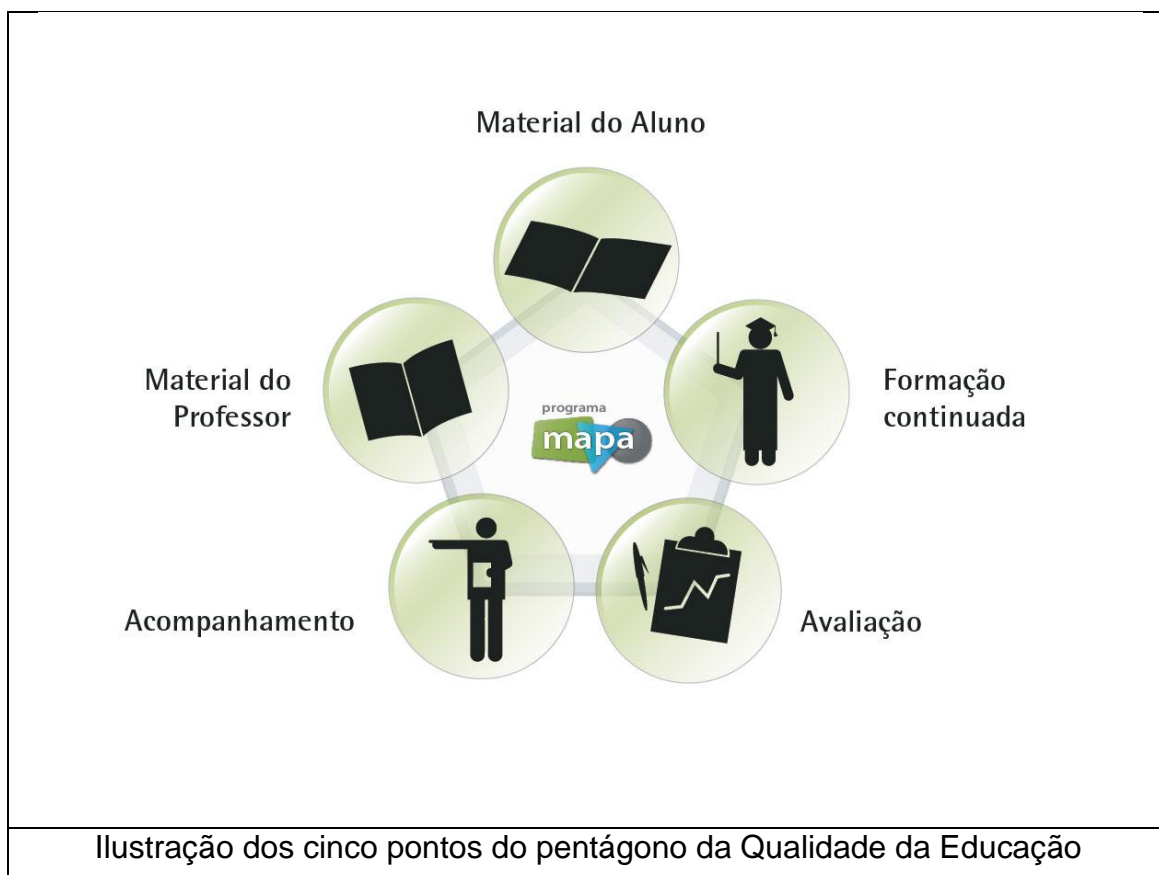 Material do Aluno
Material do
Professor
Formação
continuada
programa
mapa
Acompanhamento
Avaliação
Ilustração dos cinco pontos do pentágono da Qualidade da Educação